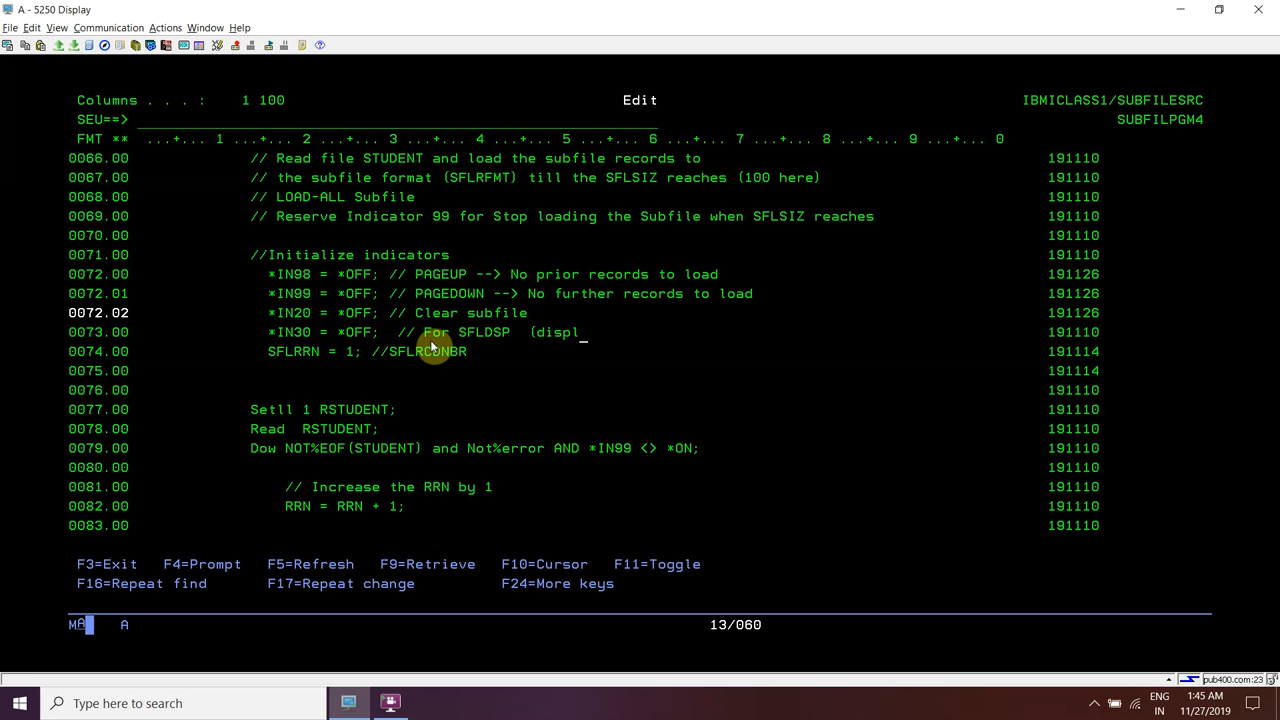 A - 5250 Display
File Edit View Communication Actions Window Help
Columns . . . : 1 100 Edit IBMICLASS1/SUBFILESRC
SEU==> SUBFILPGM4
FMT ** ...+... 1 ...+... 2 ...+... 3 ...+... 4 ...+... 5 ...+... 6 ...+... 7 ...+... 8 ...+... 9 ...+... 0
0066.00 // Read file STUDENT and load the subfile records to 191110
0067.00 // the subfile format (SFLRFMT) till the SFLSIZ reaches (100 here) 191110
0068.00 // LOAD-ALL Subfile 191110
0069.00 // Reserve Indicator 99 for Stop loading the Subfile when SFLSIZ reaches 191110
0070.00 191110
0071.00 //Initialize indicators 191110
0072.00 *IN98 = *OFF; // PAGEUP --> No prior records to load 191126
0072.01 *IN99 = *OFF; // PAGEDOWN --> No further records to load 191126
0072.02 *IN20 = *OFF; // Clear subfile 191126
0073.00 *IN30 = *OFF; // For SFLDSP (displ_ 191110
0074.00 SFLRRN = 1; //SFLRCDNBR 191114
0075.00 191114
0076.00 191110
0077.00 Setll 1 RSTUDENT; 191110
0078.00 Read RSTUDENT; 191110
0079.00 Dow NOT%EOF(STUDENT) and Not%error AND *IN99 <> *ON; 191110
0080.00 191110
0081.00 // Increase the RRN by 1 191110
0082.00 RRN = RRN + 1; 191110
0083.00 191110
F3=Exit F4=Prompt F5=Refresh F9=Retrieve F10=Cursor F11=Toggle
F16=Repeat find F17=Repeat change F24=More keys
MA A 13/060
pub400.com:23
Type here to search
ENG
IN
1:45 AM
11/27/2019